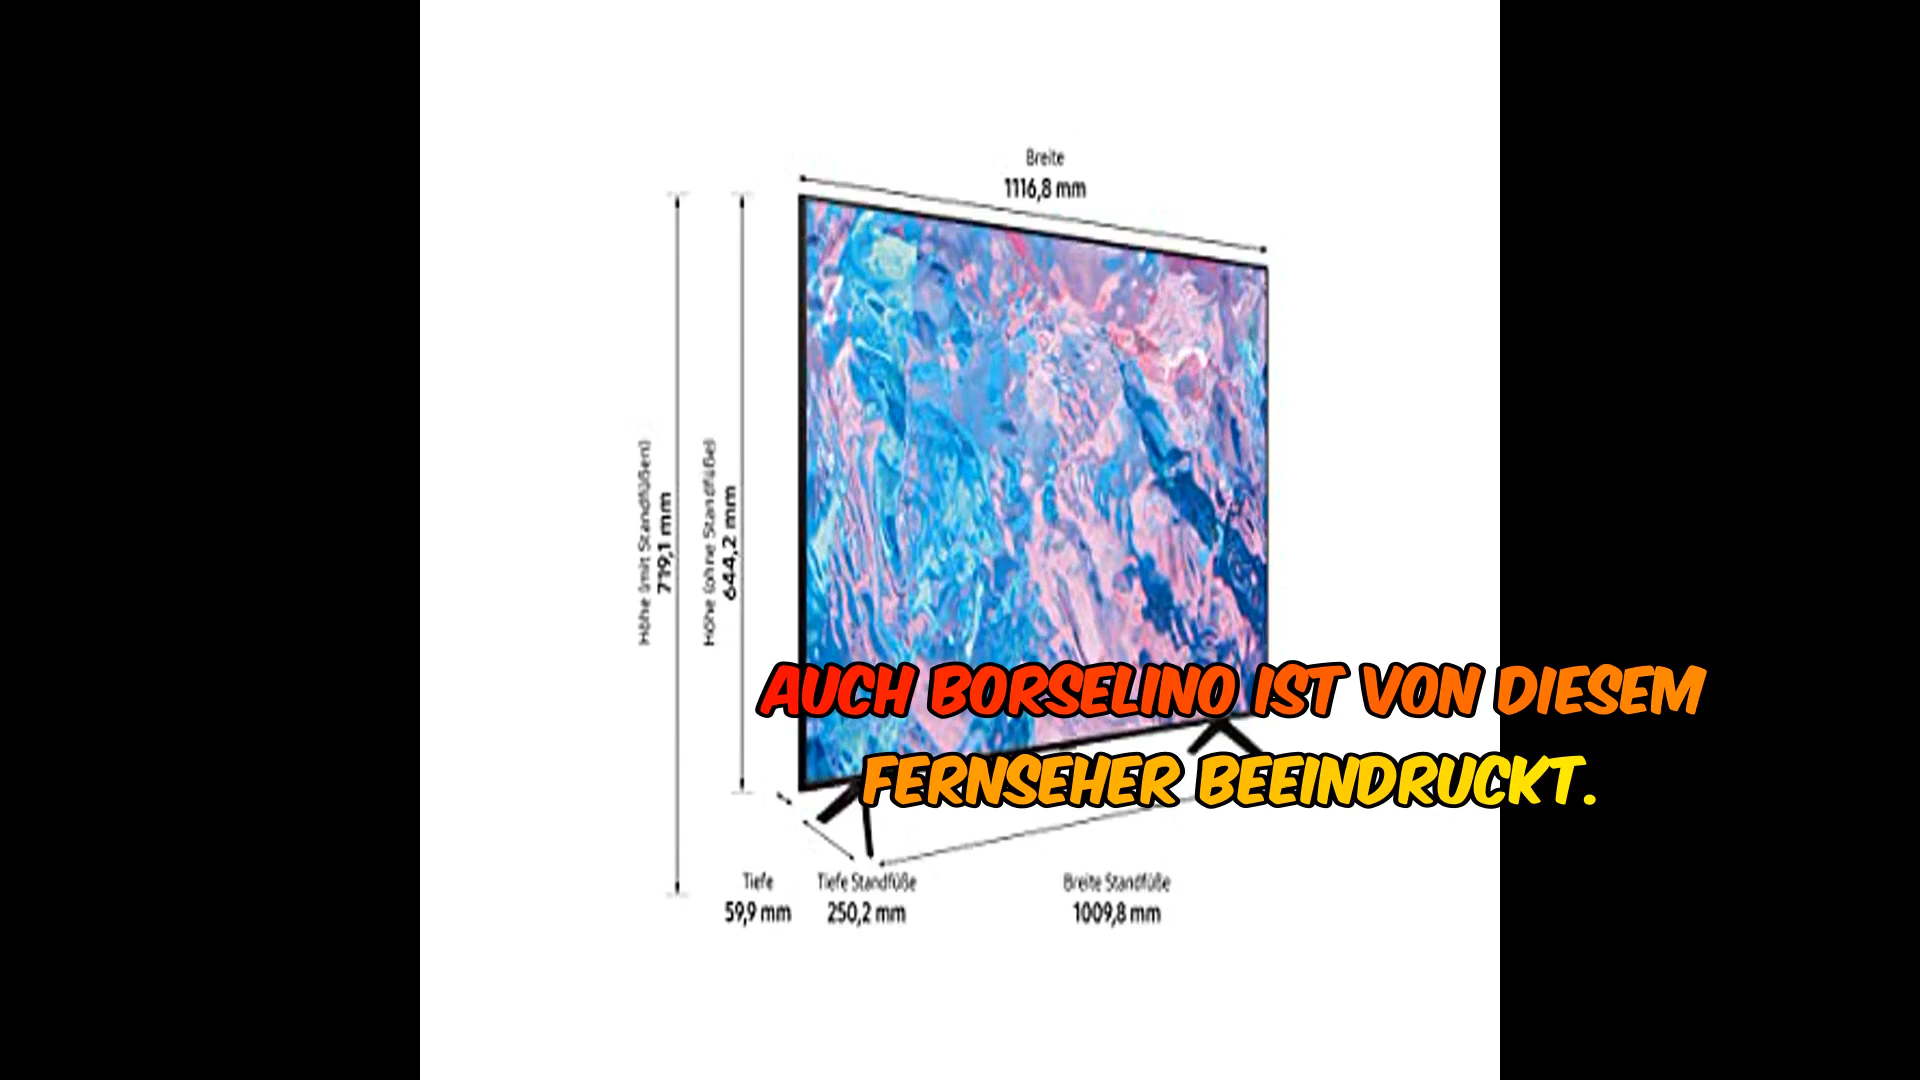 Breite
1116,8 mm
Höhe (mit Standfüßen)
719,1 mm
Höhe (ohne Standfüße)
644,2 mm
AUCH BORSELINO IST VON DIESEM
FERNSEHER BEEINDRUCKT.
Tiefe
59,9 mm
Tiefe Standfüße
250,2 mm
Breite Standfüße
1009,8 mm